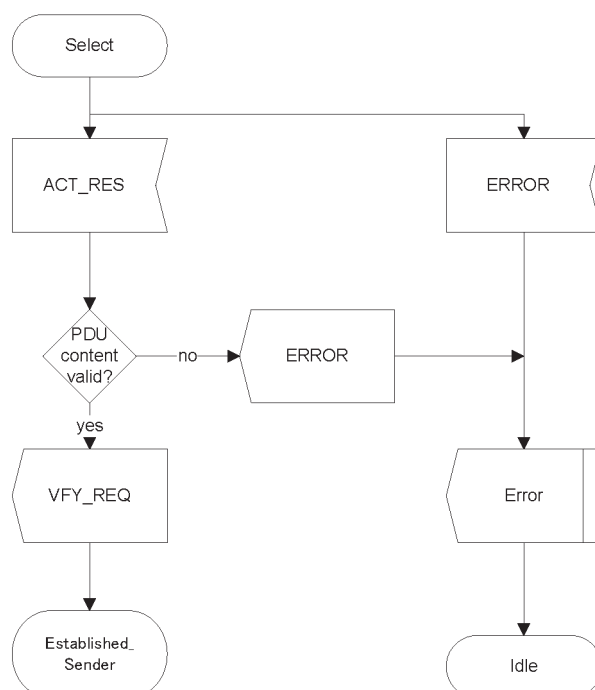 Select
ACT_RES
ERROR
PDU
content
valid?
no
ERROR
yes
VFY_REQ
Error
Established_
Sender
Idle